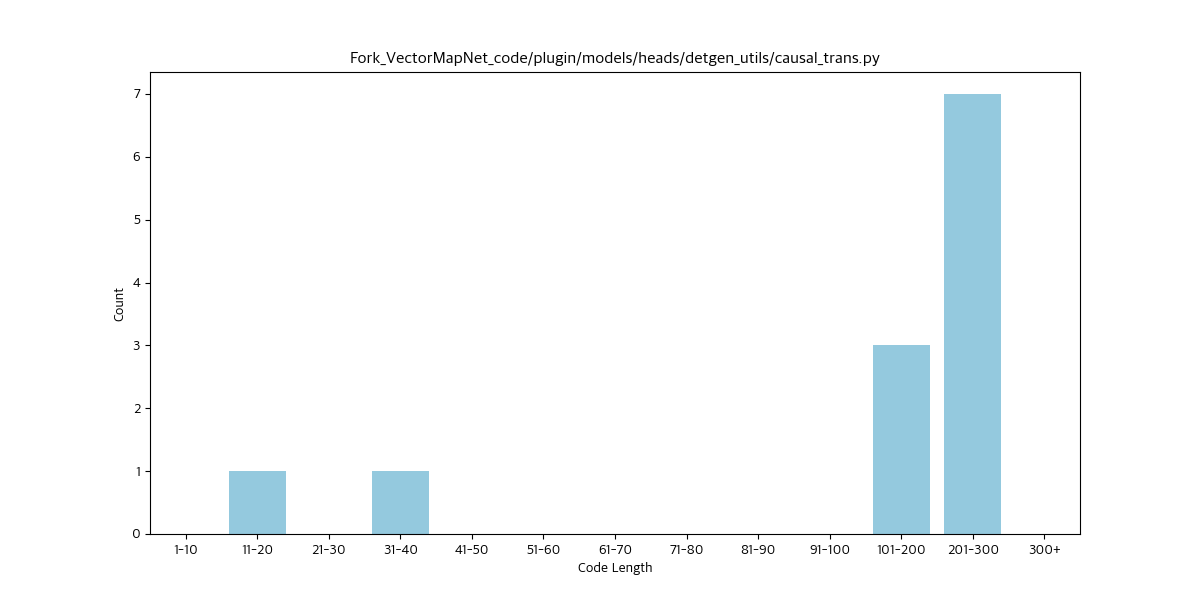 Fork_VectorMapNet_code/plugin/models/heads/detgen_utils/causal_trans.py
7
6
5
4
3
2
1
0
Count
1-10 11-20 21-30 31-40 41-50 51-60 61-70 71-80 81-90 91-100 101-200 201-300 300+
Code Length